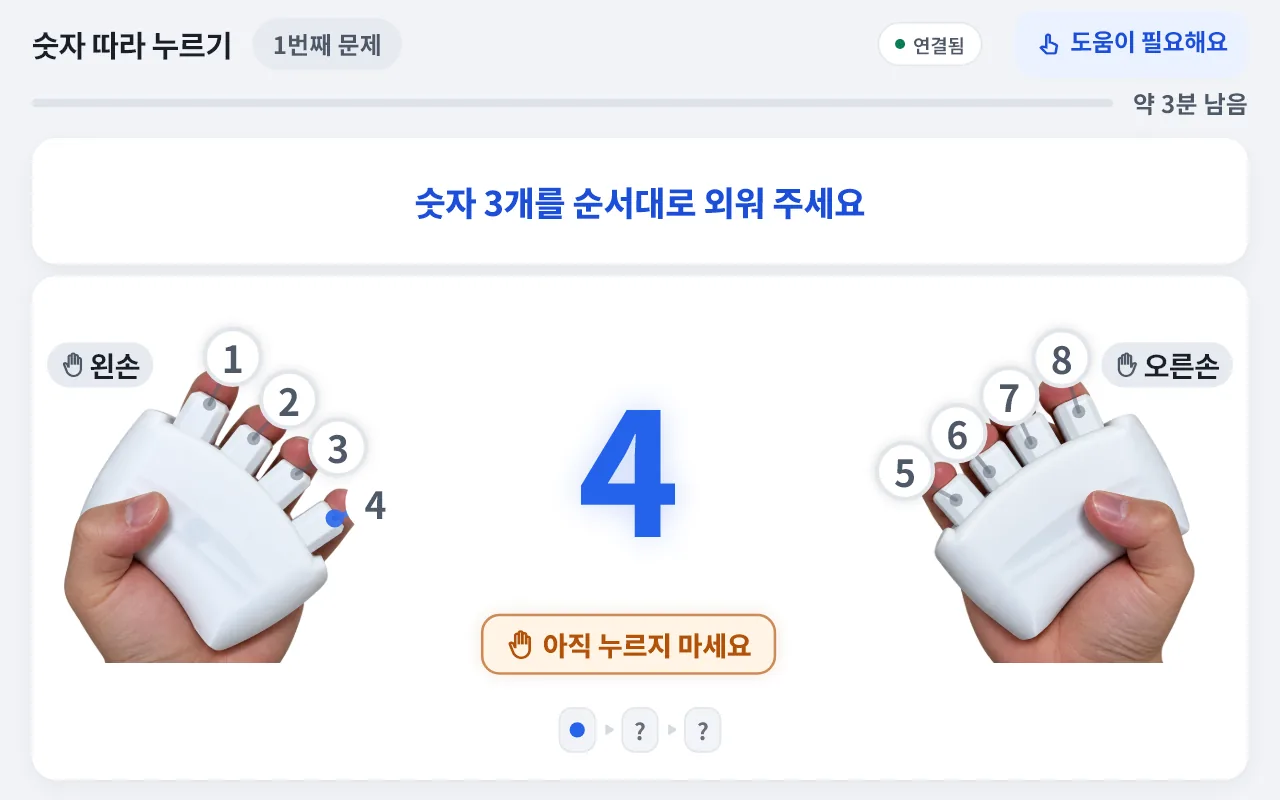 숫자 따라 누르기
1번째 문제
연결됨
도움이 필요해요
약 3분 남음
숫자 3개를 순서대로 외워 주세요
왼손
1
2
3
4
4
5
6
7
8
오른손
아직 누르지 마세요
? ?